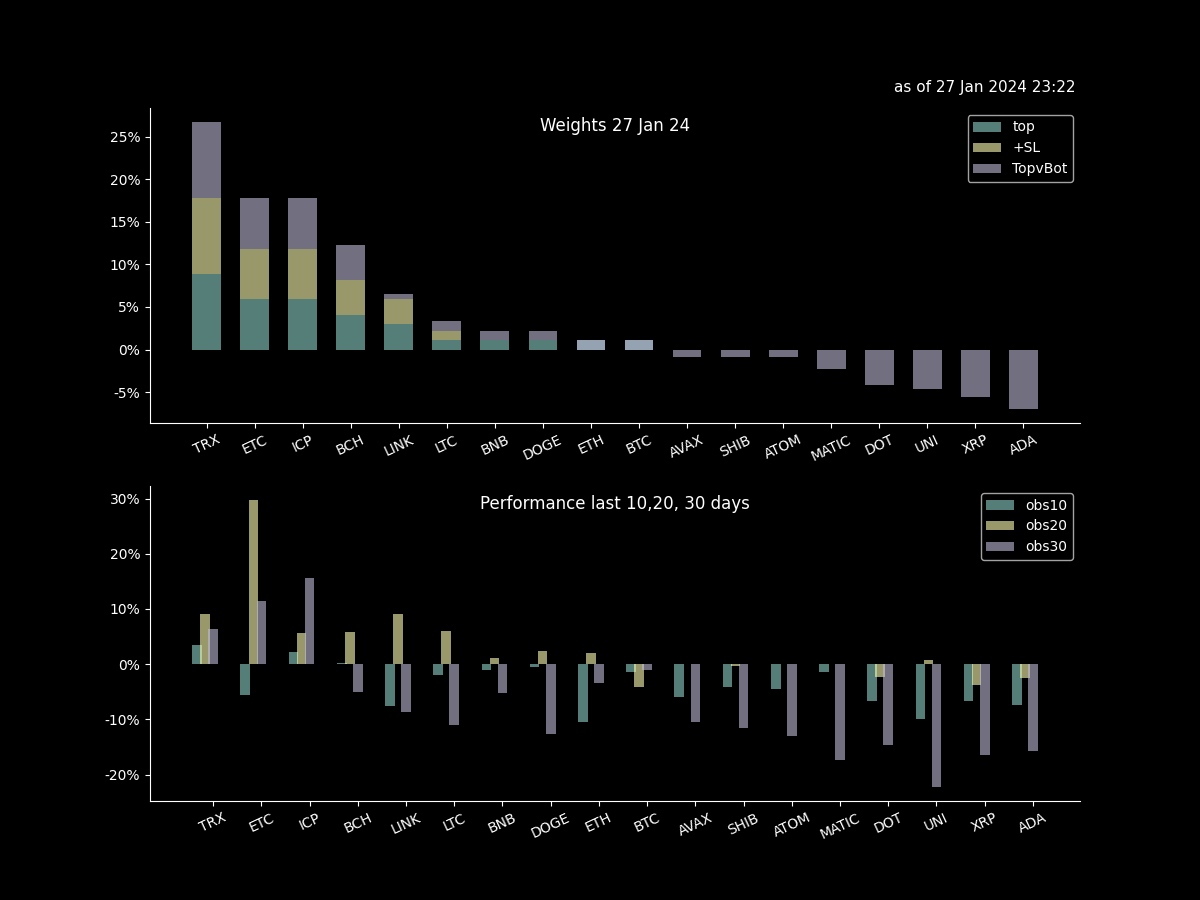 as of 27 Jan 2024 23:22
Weights 27 Jan 24
top
+SL
TopvBot
25%
20%
15%
10%
5%
0%
-5%
TRX ETC ICP BCH LINK LTC BNB DOGE ETH BTC AVAX SHIB ATOM MATIC DOT UNI XRP ADA
Performance last 10,20, 30 days
obs10
obs20
obs30
30%
20%
10%
0%
-10%
-20%
TRX ETC ICP BCH LINK LTC BNB DOGE ETH BTC AVAX SHIB ATOM MATIC DOT UNI XRP ADA